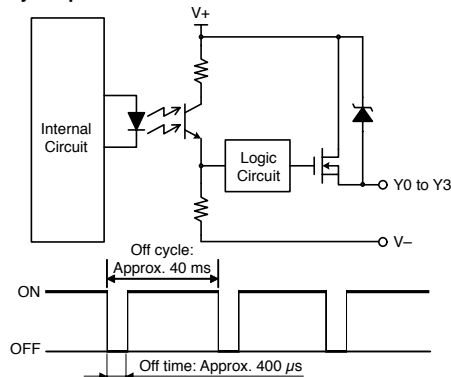 V+
Internal
Circuit
Logic
Circuit
Y0 to Y3
V–
Off cycle:
Approx. 40 ms
ON
OFF
Off time: Approx. 400 µs